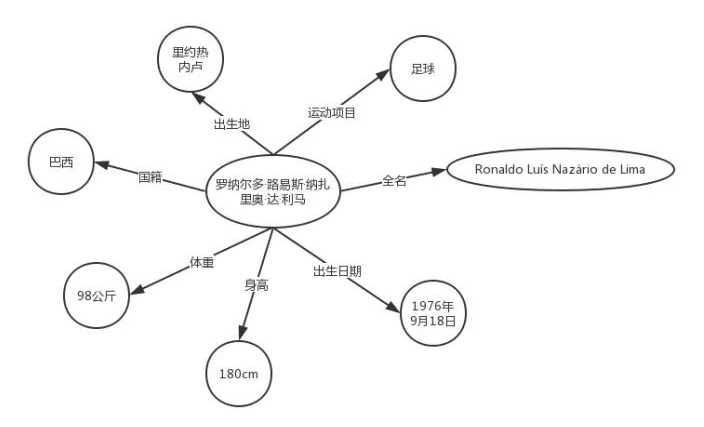 里约热
内卢
足球
出生地
运动项目
巴西
国籍
罗纳尔多·路易斯·纳扎
里奥·达·利马
全名
Ronaldo Luís Nazário de Lima
体重
身高
出生日期
98公斤
180cm
1976年
9月18日